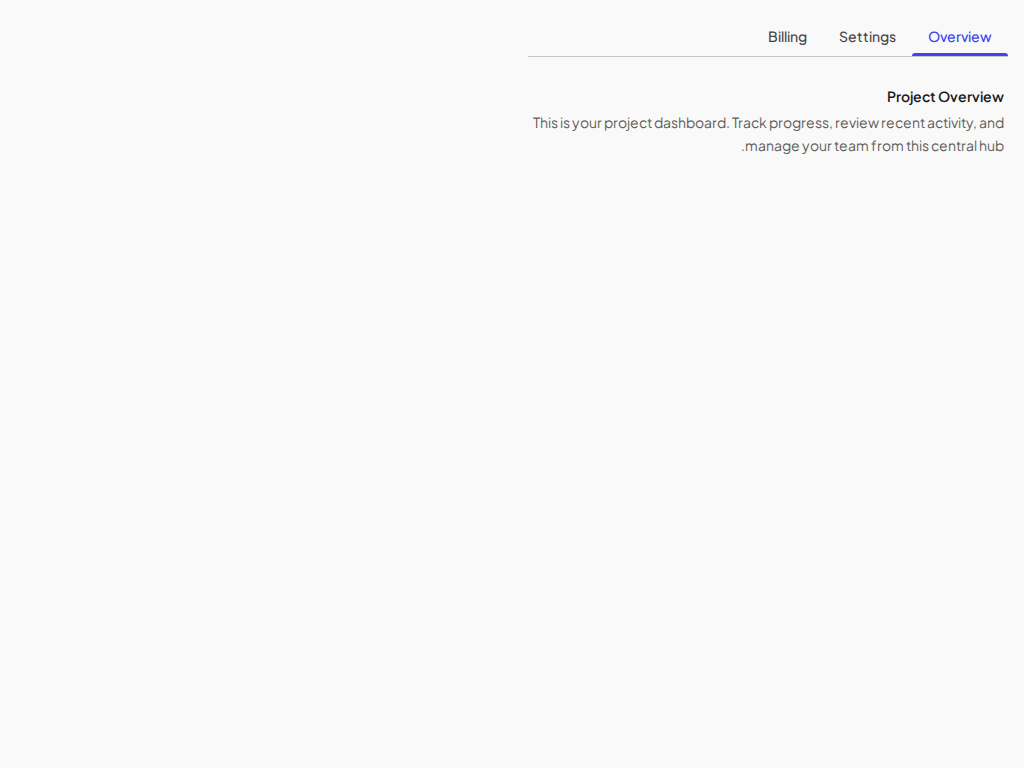 Overview
Settings
Billing
Project Overview
This is your project dashboard. Track progress, review recent activity, and
.manage your team from this central hub